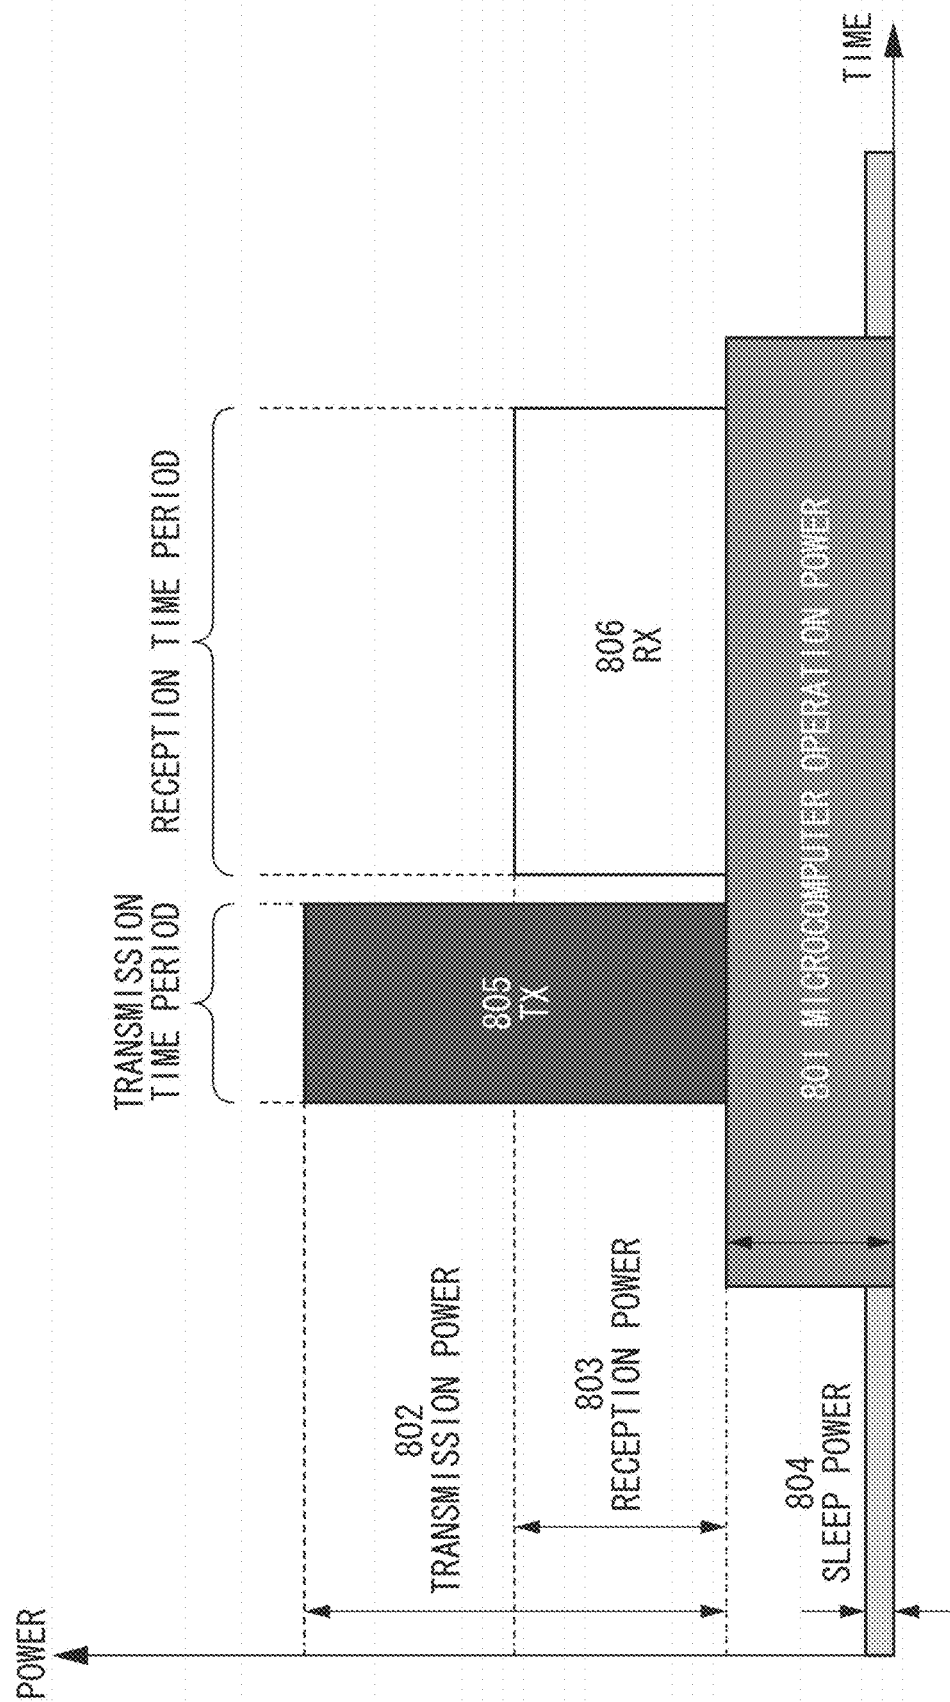 POWER
TRANSMISSION
TIME PERIOD
RECEPTION TIME PERIOD
802
TRANSMISSION POWER
803
RECEPTION POWER
804
SLEEP POWER
805
TX
806
RX
801 MICROCOMPUTER OPERATION POWER
TIME